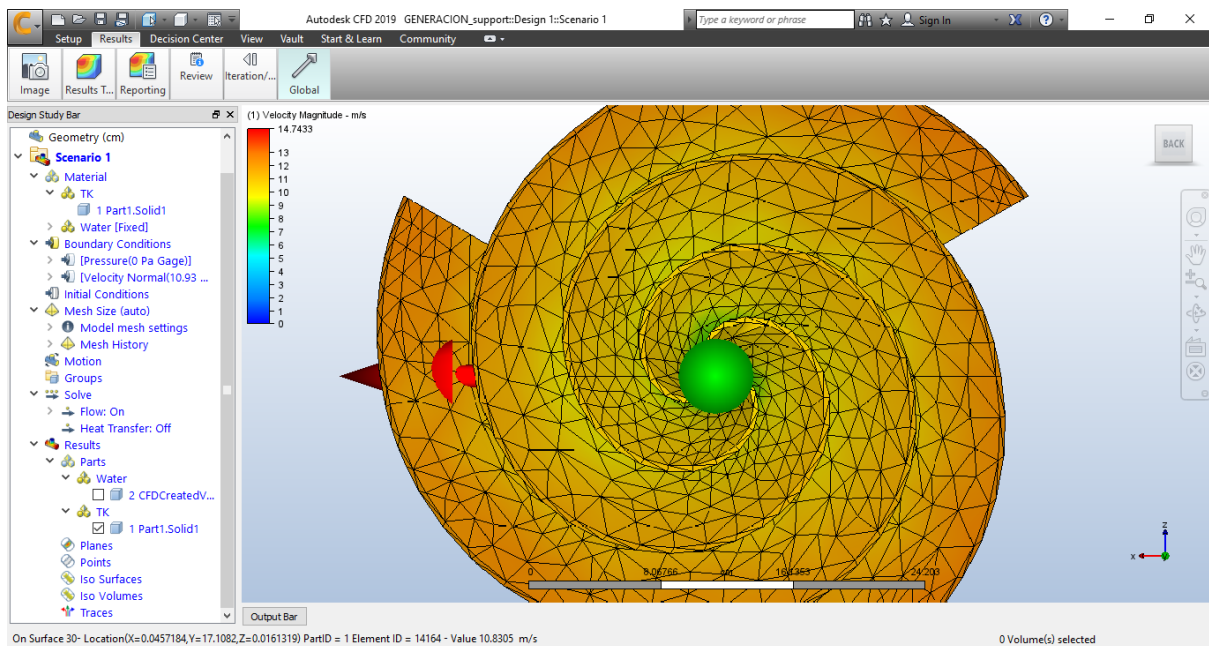 Autodesk CFD 2019 GENERACION_support::Design 1::Scenario 1
Type a keyword or phrase
Sign In
Setup Results Decision Center View Vault Start & Learn Community
Image Results T... Reporting Review Iteration/... Global
Design Study Bar
Geometry (cm)
Scenario 1
Material
TK
1 Part1.Solid1
Water [Fixed]
Boundary Conditions
[Pressure(0 Pa Gage)]
[Velocity Normal(10.93 ...
Initial Conditions
Mesh Size (auto)
Model mesh settings
Mesh History
Motion
Groups
Solve
Flow: On
Heat Transfer: Off
Results
Parts
Water
2 CFDCreatedV...
TK
1 Part1.Solid1
Planes
Points
Iso Surfaces
Iso Volumes
Traces
(1) Velocity Magnitude - m/s
14.7433
13
12
11
10
9
8
7
6
5
4
3
2
1
0
BACK
z
x
0 8.06766 cm 16.1353 24.203
Output Bar
On Surface 30- Location(X=0.0457184,Y=17.1082,Z=0.0161319) PartID = 1 Element ID = 14164 - Value 10.8305 m/s
0 Volume(s) selected